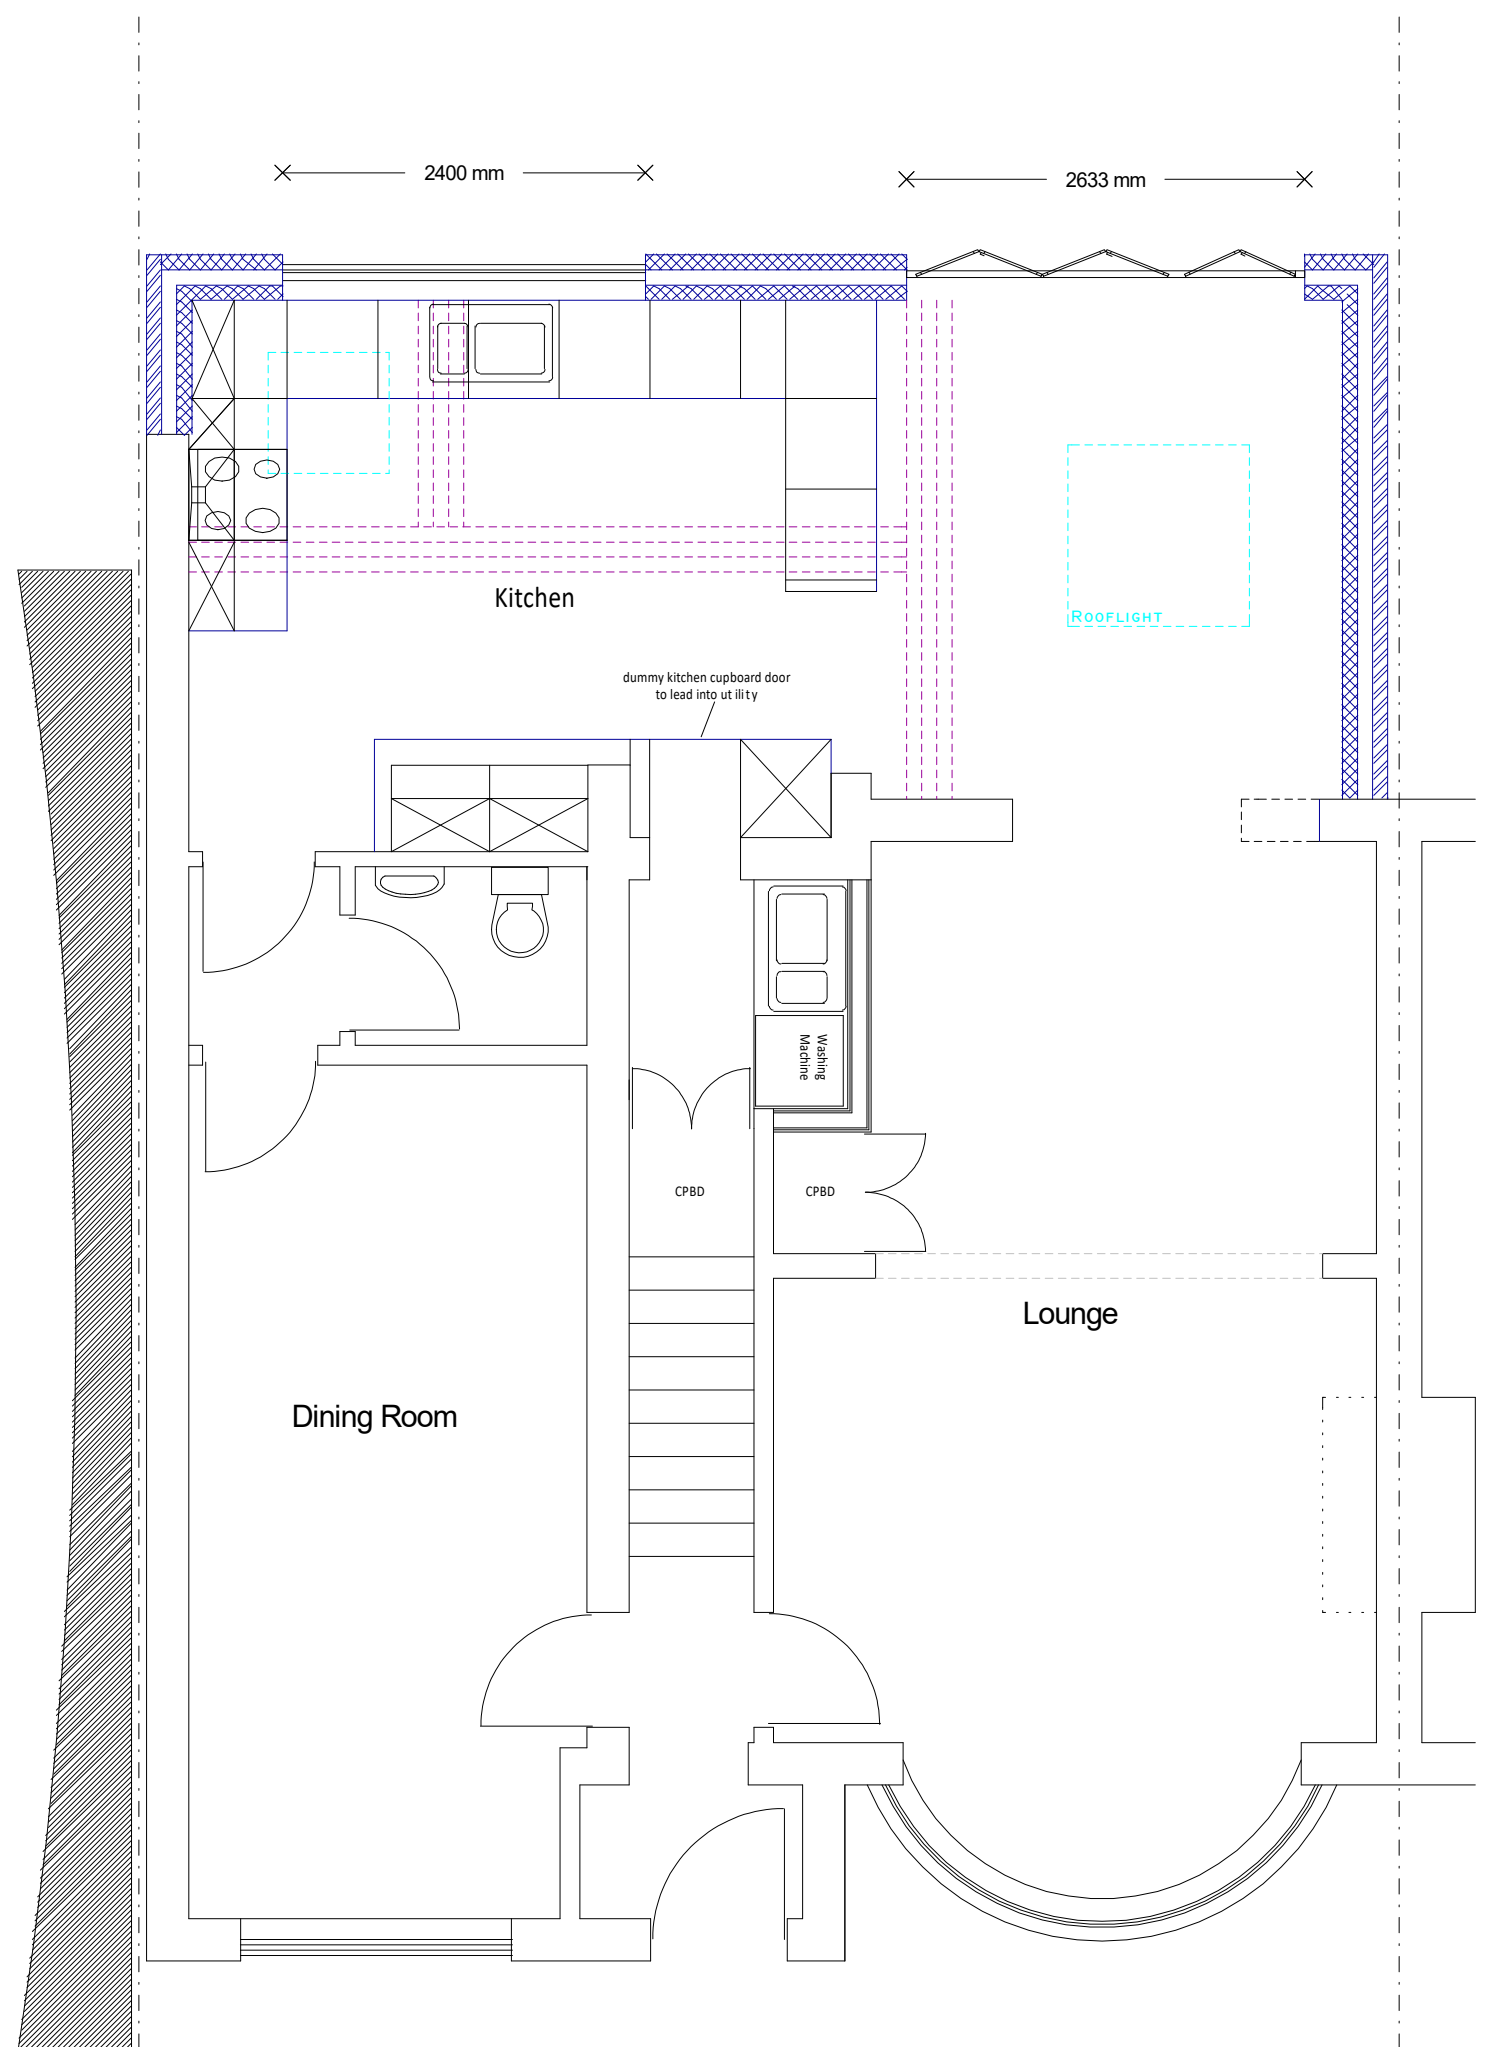 2400 mm
2633 mm
ROOFLIGHT
Kitchen
dummy kitchen cupboard door
to lead into ut ility
Washing
Machine
CPBD
CPBD
Lounge
Dining Room